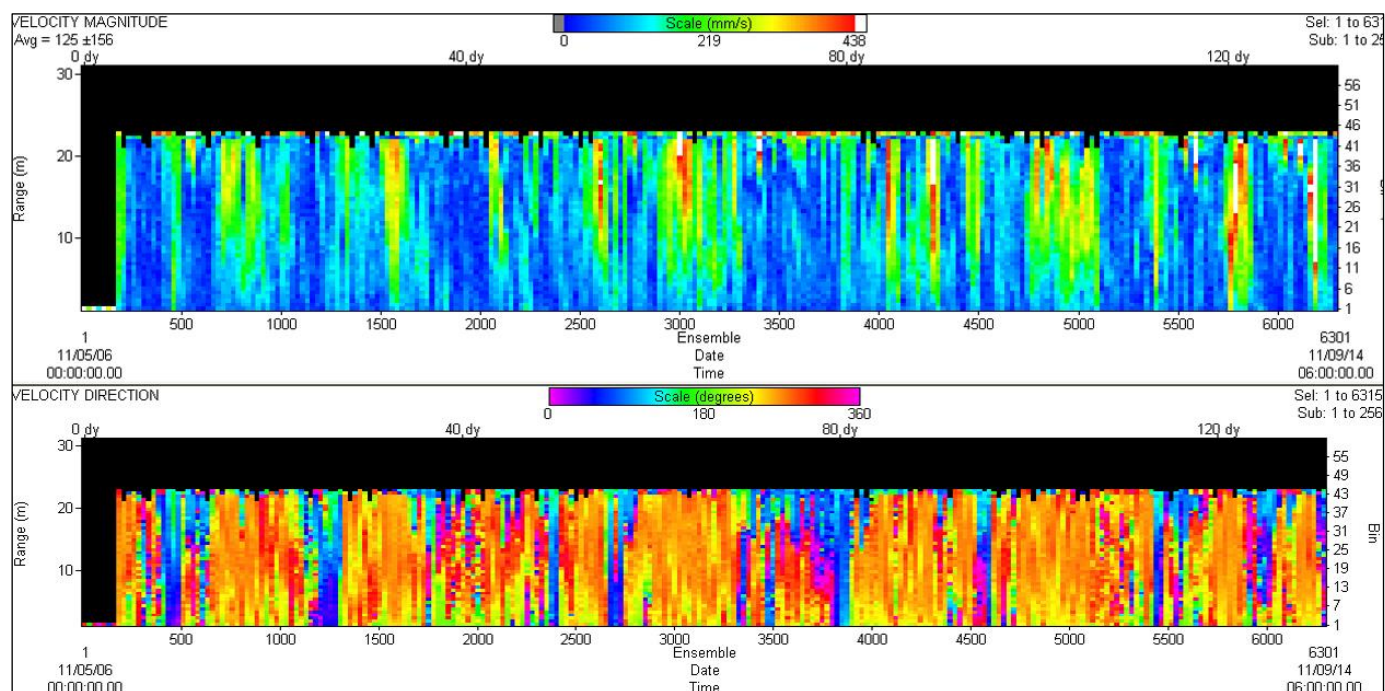 VELOCITY MAGNITUDE Scale (mm/s) Sel: 1 to 631
Avg = 125 ±156 0 219 438 Sub: 1 to 25
0 dy 40 dy 80 dy 120 dy
30 56
51
46
20 41
36
31
26
10 21
16
11
6
1
Range (m)
500 1000 1500 2000 2500 3000 3500 4000 4500 5000 5500 6000
1 Ensemble 6301
11/05/06 Date 11/09/14
00:00:00.00 Time 06:00:00.00
VELOCITY DIRECTION Scale (degrees) Sel: 1 to 6315
0 180 360 Sub: 1 to 256
0 dy 40 dy 80 dy 120 dy
30 55
49
20 43
37
31
25
10 19
13
7
1
Range (m) Bin
500 1000 1500 2000 2500 3000 3500 4000 4500 5000 5500 6000
1 Ensemble 6301
11/05/06 Date 11/09/14
00:00:00.00 Time 06:00:00.00